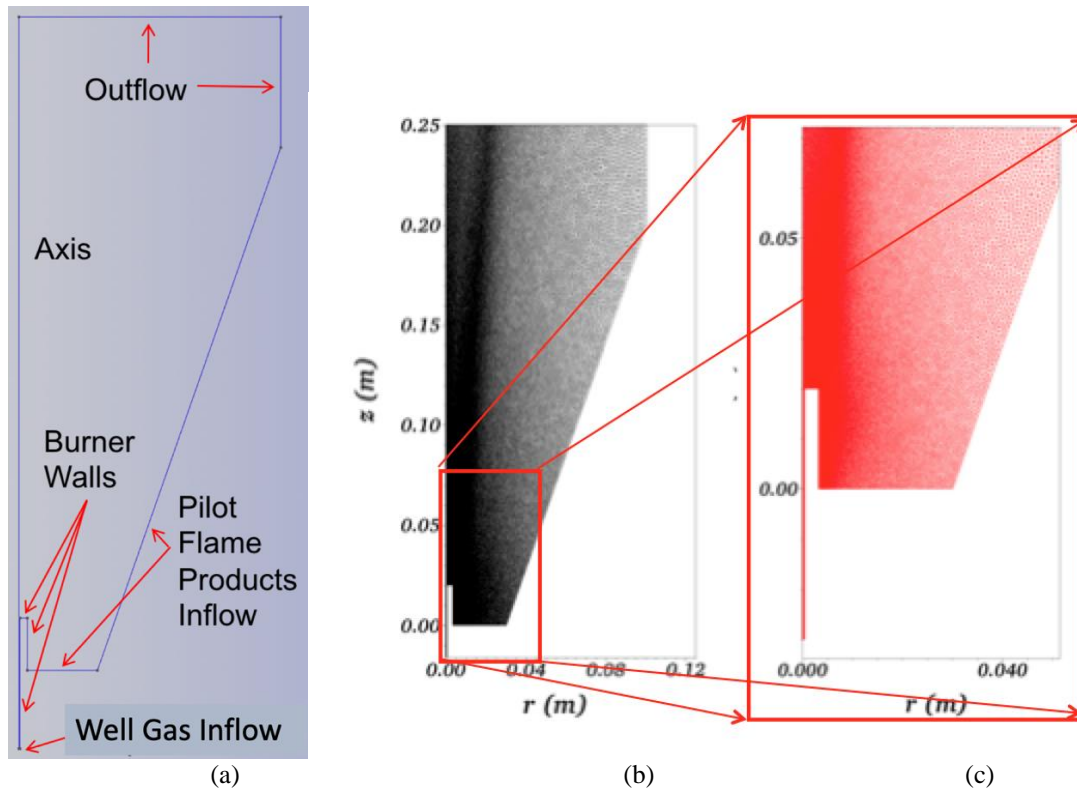 Outflow
Axis
Burner
Walls
Pilot
Flame
Products
Inflow
Well Gas Inflow
(a)
0.25
0.20
0.15
0.10
0.05
0.00
z (m)
0.00 0.04 0.08 0.12
r (m)
(b)
0.05
0.00
0.000 0.040
r (m)
(c)